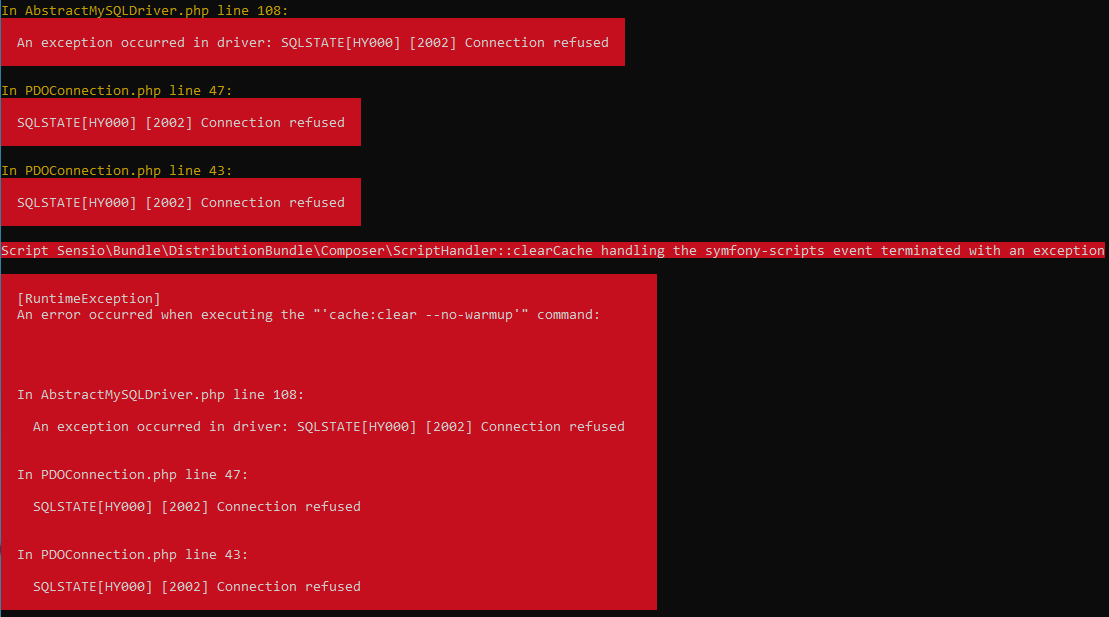 In AbstractMySQLDriver.php line 108:
An exception occurred in driver: SQLSTATE[HY000] [2002] Connection refused
In PDOConnection.php line 47:
SQLSTATE[HY000] [2002] Connection refused
In PDOConnection.php line 43:
SQLSTATE[HY000] [2002] Connection refused
Script Sensio\Bundle\DistributionBundle\Composer\ScriptHandler::clearCache handling the symfony-scripts event terminated with an exception
[RuntimeException]
An error occurred when executing the "'cache:clear --no-warmup'" command:
In AbstractMySQLDriver.php line 108:
An exception occurred in driver: SQLSTATE[HY000] [2002] Connection refused
In PDOConnection.php line 47:
SQLSTATE[HY000] [2002] Connection refused
In PDOConnection.php line 43:
SQLSTATE[HY000] [2002] Connection refused